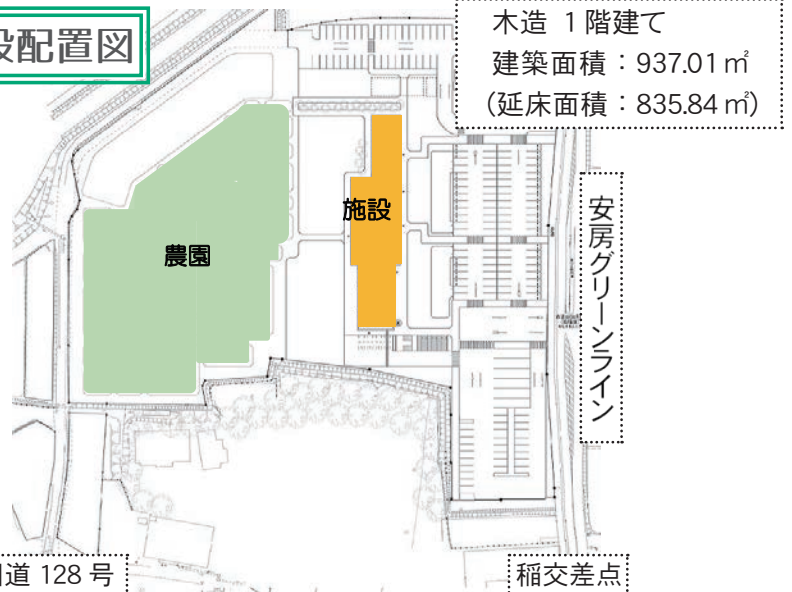 設配置図
木造 1階建て
建築面積：937.01㎡
（延床面積：835.84㎡）
施設
農園
安房グリーンライン
国道 128 号
稲交差点